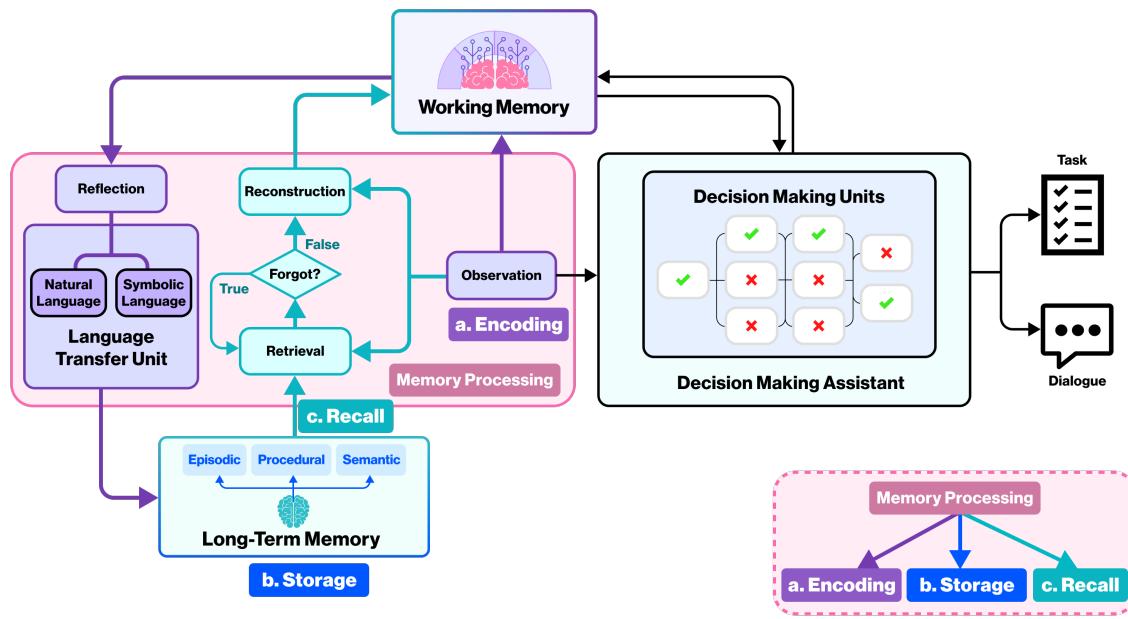 Working Memory
Reflection
Natural
Language
Symbolic
Language
Language
Transfer Unit
Reconstruction
False
Forgot?
True
Retrieval
Observation
a. Encoding
Memory Processing
c. Recall
Episodic
Procedural
Semantic
Long-Term Memory
b. Storage
Decision Making Units
Decision Making Assistant
Task
Dialogue
Memory Processing
a. Encoding
b. Storage
c. Recall